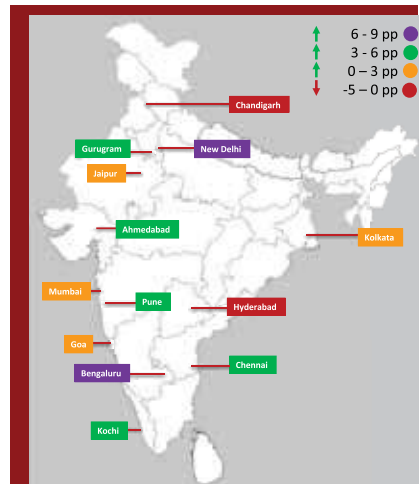 6 - 9 pp
3 - 6 pp
0 – 3 pp
-5 – 0 pp
Chandigarh
Gurugram
New Delhi
Jaipur
Ahmedabad
Kolkata
Mumbai
Pune
Hyderabad
Goa
Chennai
Bengaluru
Kochi